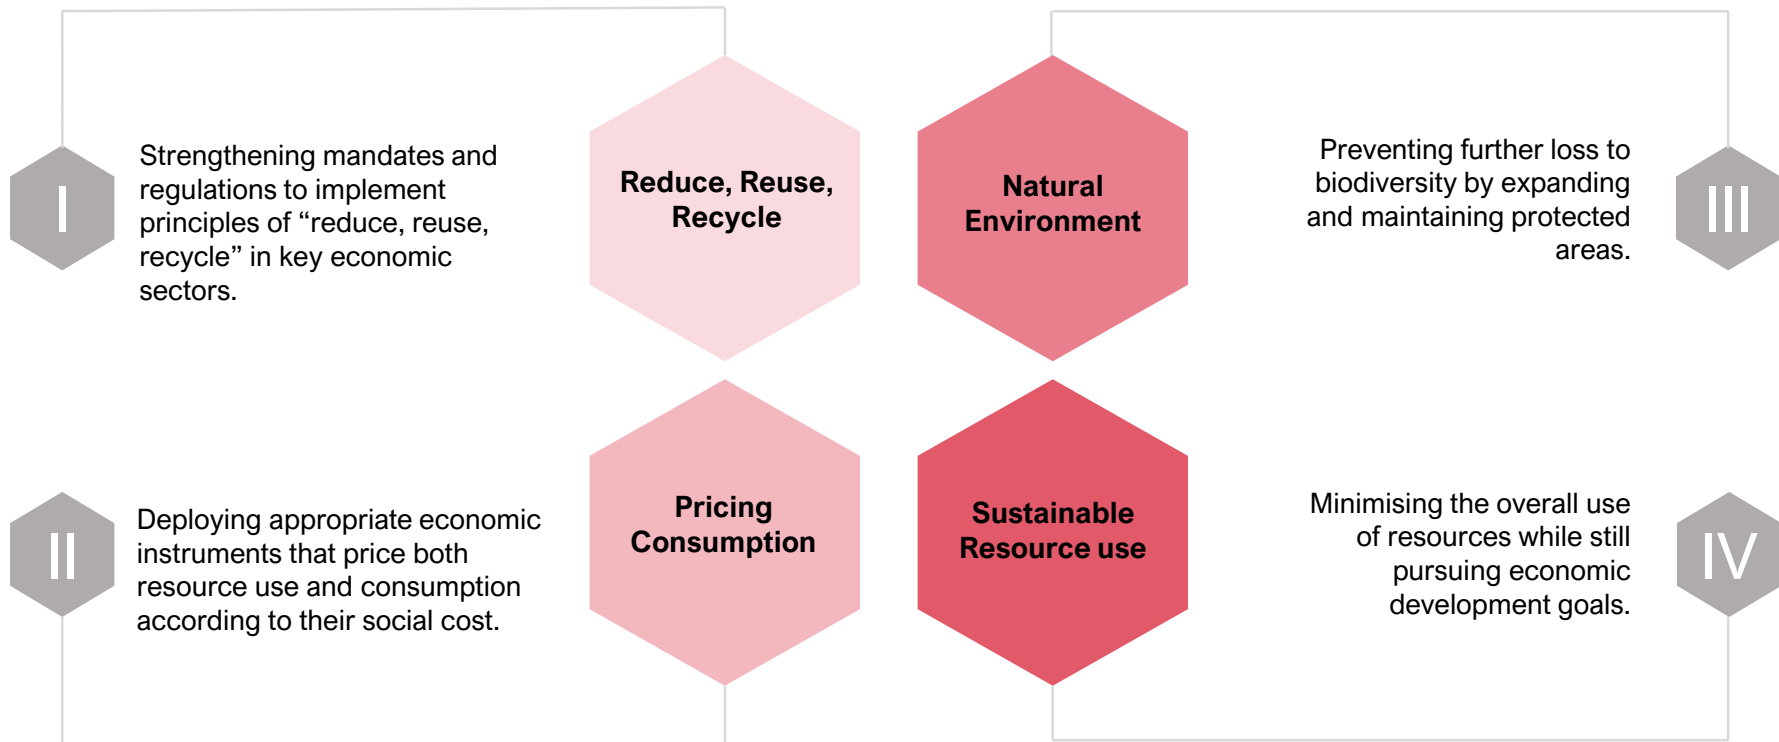 I
Strengthening mandates and
regulations to implement
principles of “reduce, reuse,
recycle” in key economic
sectors.
Reduce, Reuse,
Recycle
II
Deploying appropriate economic
instruments that price both
resource use and consumption
according to their social cost.
Pricing
Consumption
Natural
Environment
Preventing further loss to
biodiversity by expanding
and maintaining protected
areas.
III
Sustainable
Resource use
Minimising the overall use
of resources while still
pursuing economic
development goals.
IV